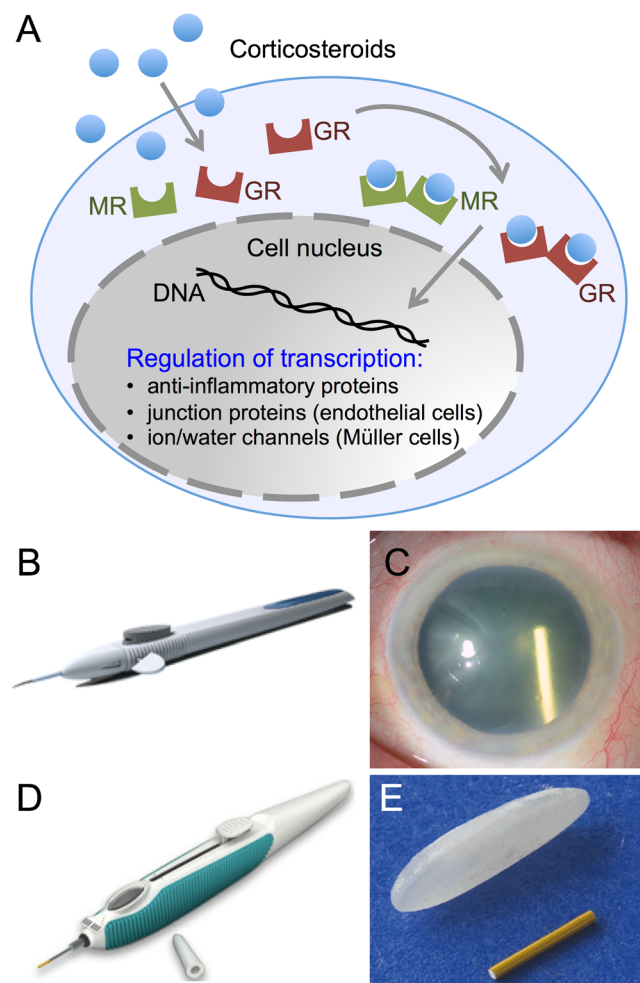 A
Corticosteroids
GR
MR
GR
MR
GR
Cell nucleus
DNA
Regulation of transcription:
• anti-inflammatory proteins
• junction proteins (endothelial cells)
• ion/water channels (Müller cells)
B
C
D
E